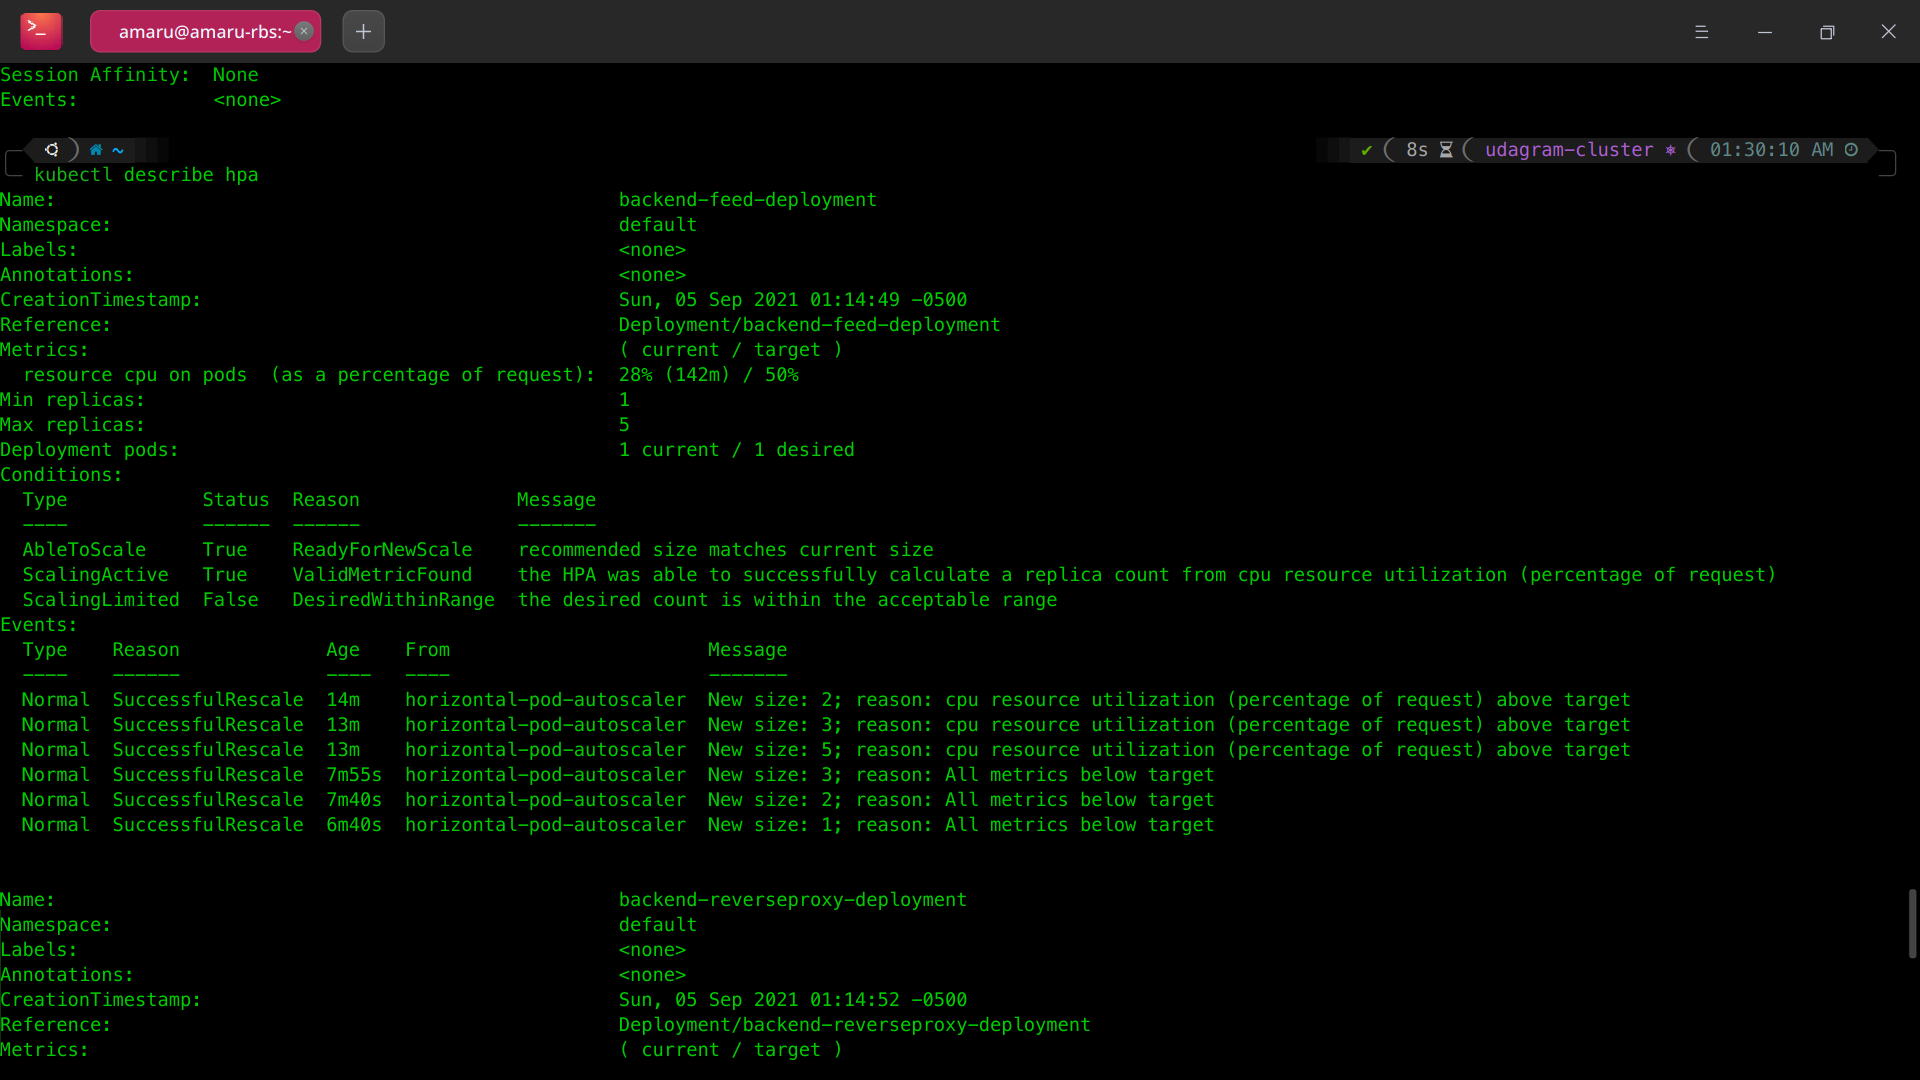 >_ amaru@amaru-rbs:~ × +
Session Affinity:  None
Events:            <none>
~ ✔ 8s udagram-cluster 01:30:10 AM
kubectl describe hpa
Name:                                                  backend-feed-deployment
Namespace:                                             default
Labels:                                                <none>
Annotations:                                           <none>
CreationTimestamp:                                     Sun, 05 Sep 2021 01:14:49 -0500
Reference:                                             Deployment/backend-feed-deployment
Metrics:                                               ( current / target )
  resource cpu on pods  (as a percentage of request):  28% (142m) / 50%
Min replicas:                                          1
Max replicas:                                          5
Deployment pods:                                       1 current / 1 desired
Conditions:
  Type            Status  Reason              Message
  ----            ------  ------              -------
  AbleToScale     True    ReadyForNewScale    recommended size matches current size
  ScalingActive   True    ValidMetricFound    the HPA was able to successfully calculate a replica count from cpu resource utilization (percentage of request)
  ScalingLimited  False   DesiredWithinRange  the desired count is within the acceptable range
Events:
  Type    Reason             Age    From                       Message
  ----    ------             ----   ----                       -------
  Normal  SuccessfulRescale  14m    horizontal-pod-autoscaler  New size: 2; reason: cpu resource utilization (percentage of request) above target
  Normal  SuccessfulRescale  13m    horizontal-pod-autoscaler  New size: 3; reason: cpu resource utilization (percentage of request) above target
  Normal  SuccessfulRescale  13m    horizontal-pod-autoscaler  New size: 5; reason: cpu resource utilization (percentage of request) above target
  Normal  SuccessfulRescale  7m55s  horizontal-pod-autoscaler  New size: 3; reason: All metrics below target
  Normal  SuccessfulRescale  7m40s  horizontal-pod-autoscaler  New size: 2; reason: All metrics below target
  Normal  SuccessfulRescale  6m40s  horizontal-pod-autoscaler  New size: 1; reason: All metrics below target
Name:                                                  backend-reverseproxy-deployment
Namespace:                                             default
Labels:                                                <none>
Annotations:                                           <none>
CreationTimestamp:                                     Sun, 05 Sep 2021 01:14:52 -0500
Reference:                                             Deployment/backend-reverseproxy-deployment
Metrics:                                               ( current / target )